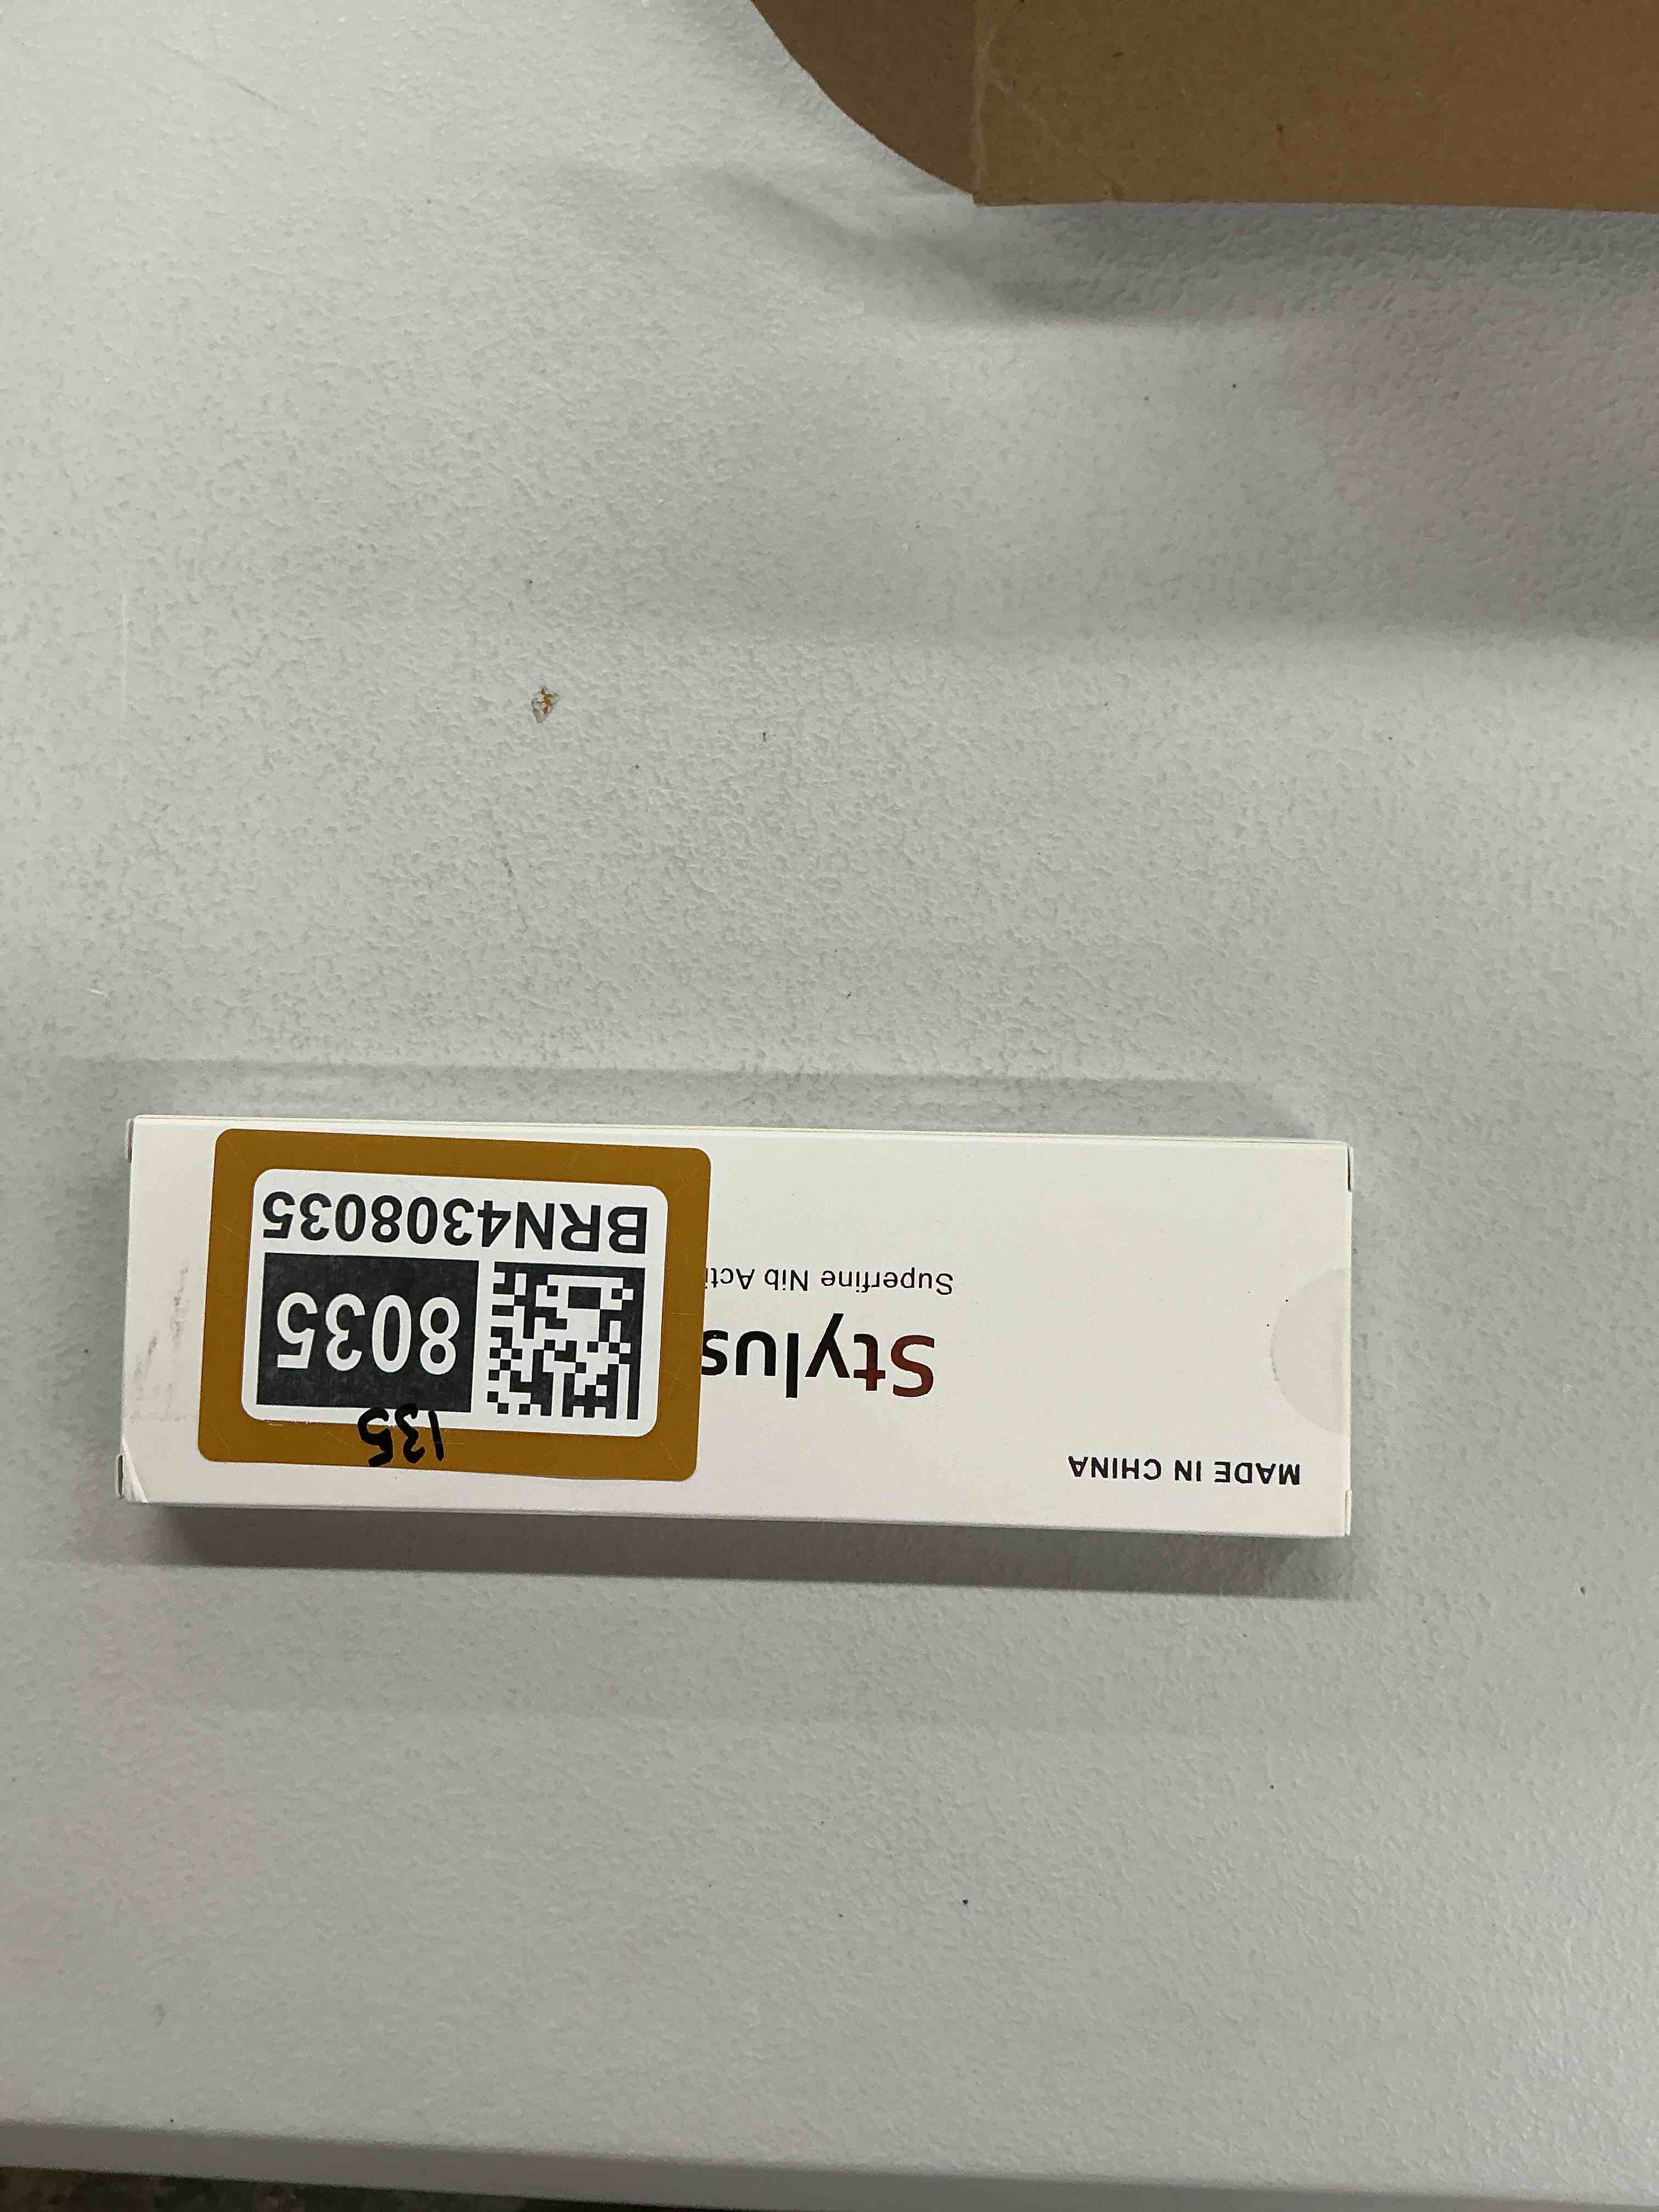 MADE IN CHINA
Stylus
Superfine Nib Acti
135
8035
BRN4308035